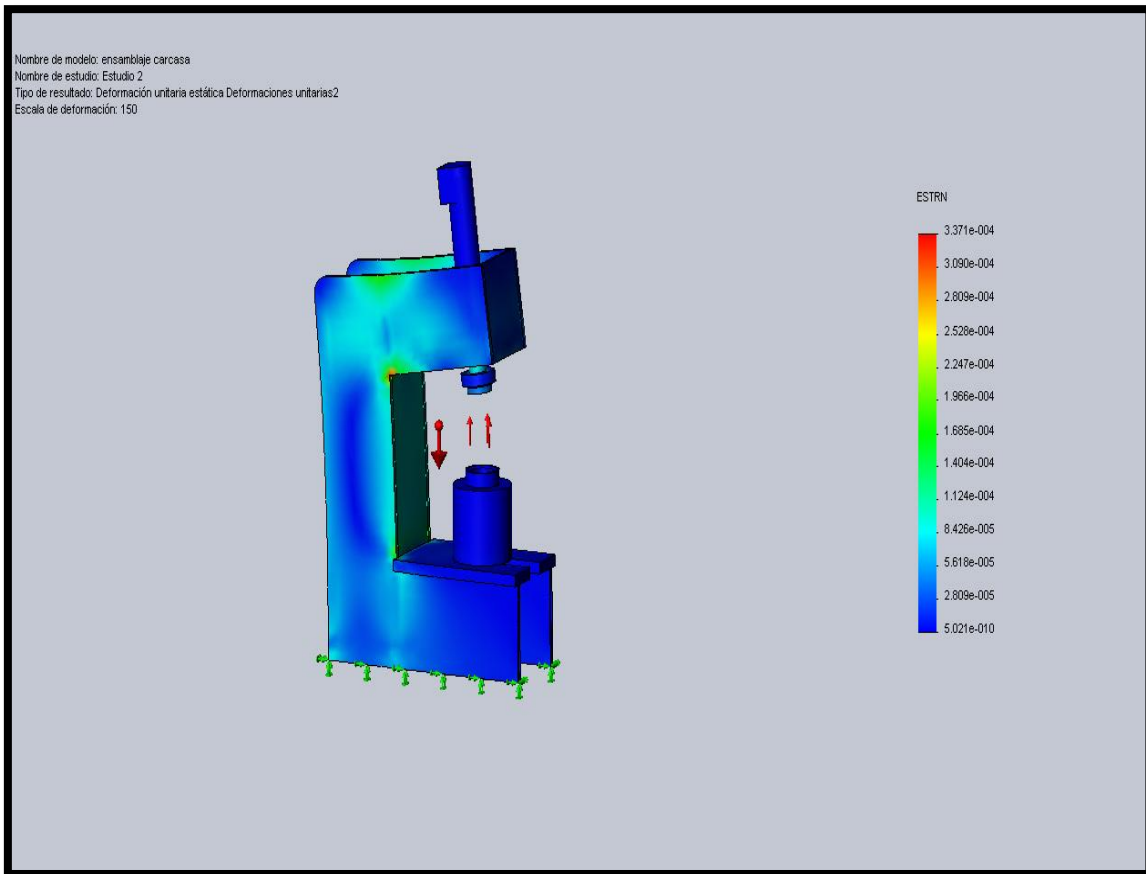 Nombre de modelo: ensamblaje carcasa
Nombre de estudio: Estudio 2
Tipo de resultado: Deformación unitaria estática Deformaciones unitarias2
Escala de deformación: 150
ESTRN
3.371e-004
3.090e-004
2.809e-004
2.528e-004
2.247e-004
1.966e-004
1.685e-004
1.404e-004
1.124e-004
8.426e-005
5.618e-005
2.809e-005
5.021e-010